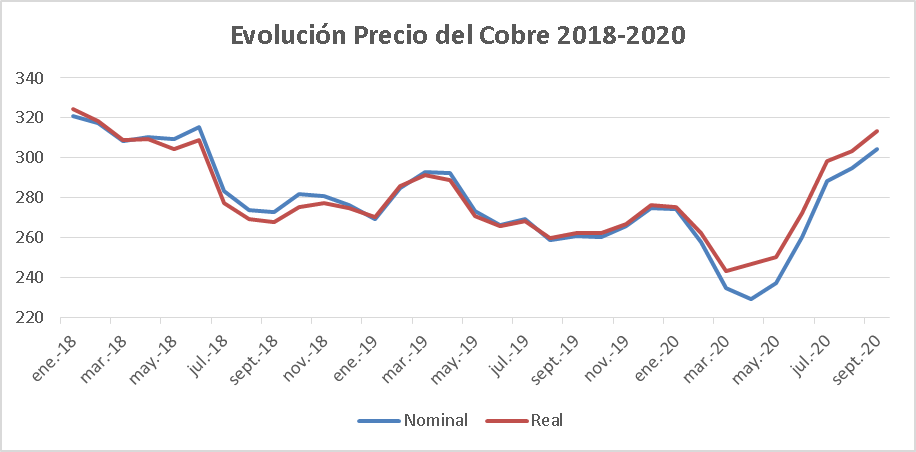 Evolución Precio del Cobre 2018-2020
340
320
300
280
260
240
220
ene.-18 mar.-18 may.-18 jul.-18 sept.-18 nov.-18 ene.-19 mar.-19 may.-19 jul.-19 sept.-19 nov.-19 ene.-20 mar.-20 may.-20 jul.-20 sept.-20
Nominal Real